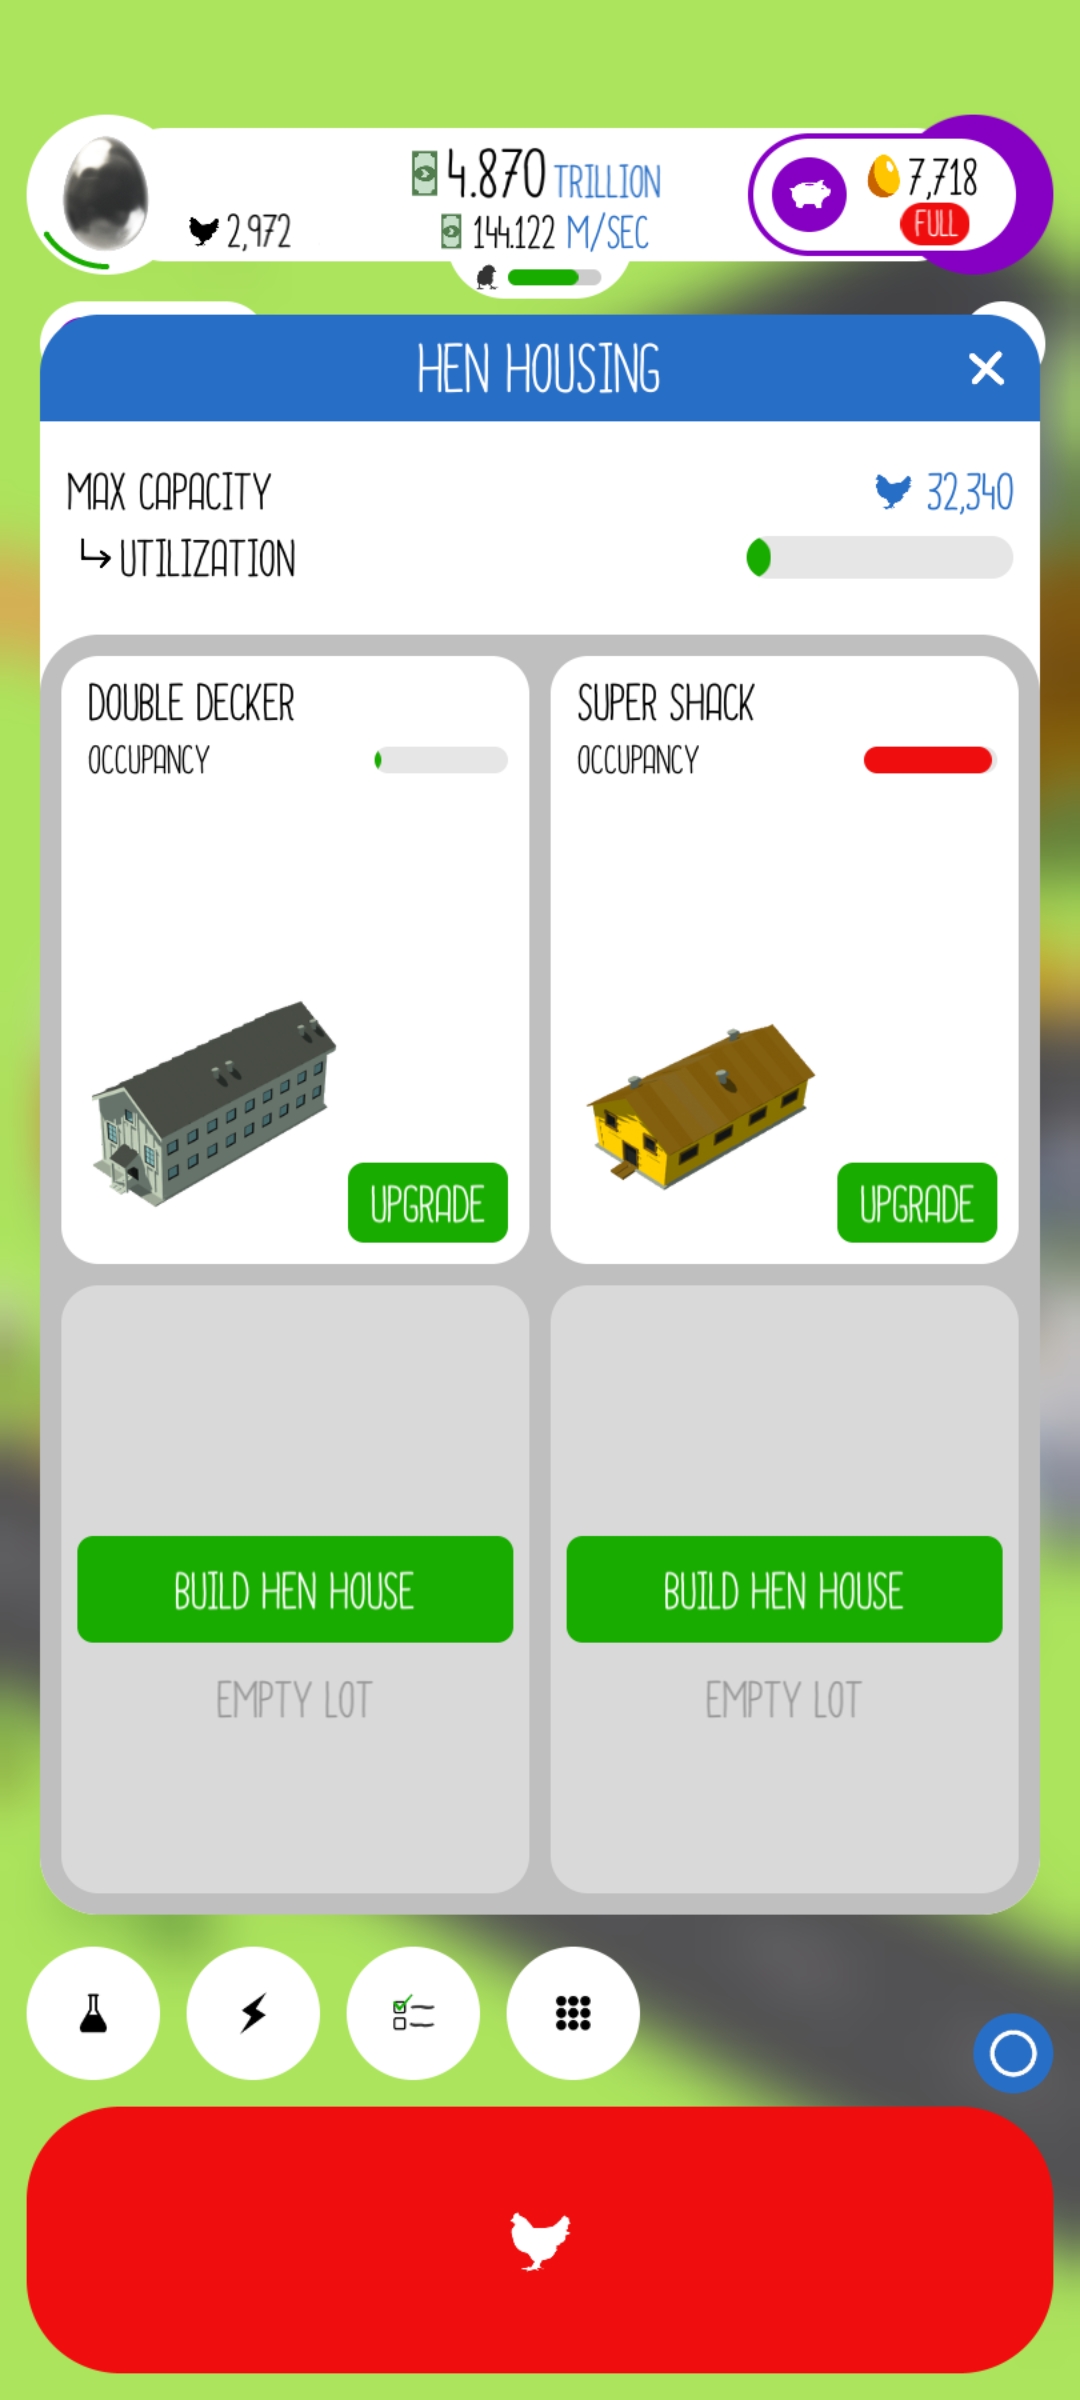 4.870 TRILLION
7,718
2,972
144.122 M/SEC
FULL
HEN HOUSING
MAX CAPACITY
32,340
UTILIZATION
DOUBLE DECKER
OCCUPANCY
SUPER SHACK
OCCUPANCY
UPGRADE
UPGRADE
BUILD HEN HOUSE
BUILD HEN HOUSE
EMPTY LOT
EMPTY LOT